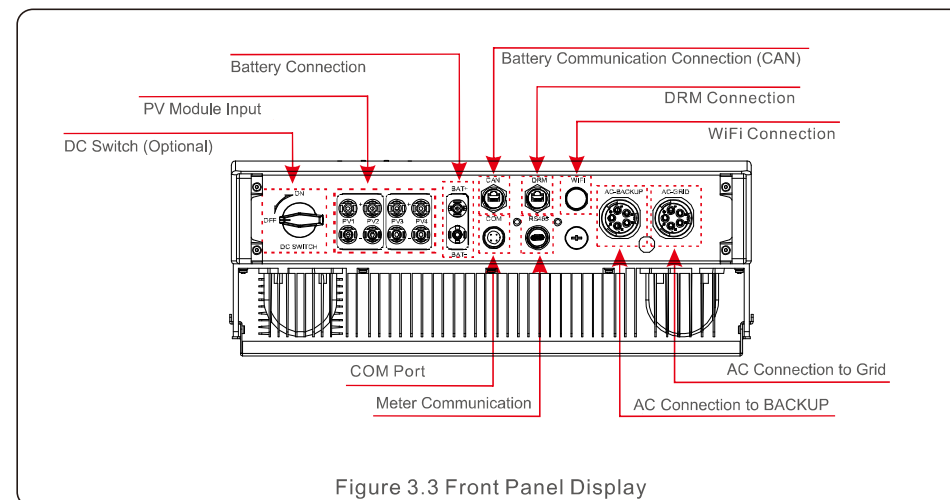 Battery Connection
Battery Communication Connection (CAN)
PV Module Input
DRM Connection
DC Switch (Optional)
WiFi Connection
ON
OFF
DC SWITCH
PV1 PV2 PV3 PV4
BAT+
BAT-
CAN
DRM
WIFI
COM
RS485
AC-BACKUP
AC-GRID
COM Port
AC Connection to Grid
Meter Communication
AC Connection to BACKUP
Figure 3.3 Front Panel Display